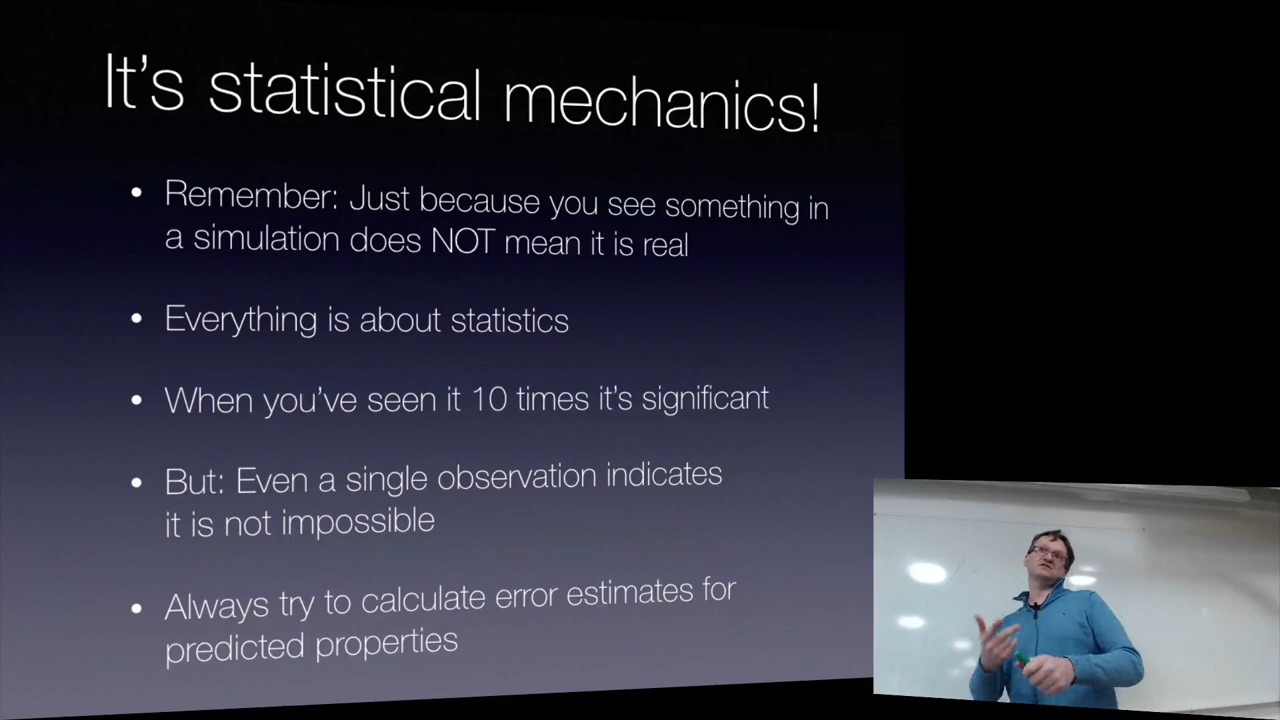 It's statistical mechanics!
• Remember: Just because you see something in
a simulation does NOT mean it is real
• Everything is about statistics
• When you've seen it 10 times it's significant
• But: Even a single observation indicates
it is not impossible
• Always try to calculate error estimates for
predicted properties